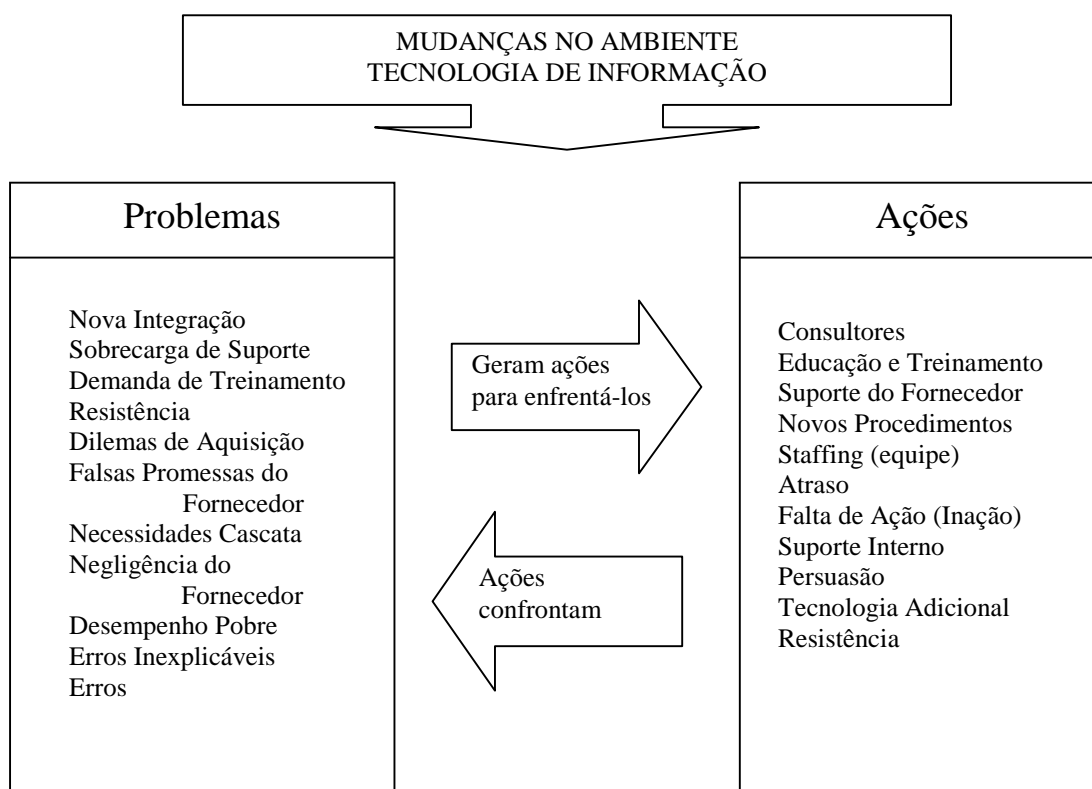 MUDANÇAS NO AMBIENTE
TECNOLOGIA DE INFORMAÇÃO
Problemas
Nova Integração
Sobrecarga de Suporte
Demanda de Treinamento
Resistência
Dilemas de Aquisição
Falsas Promessas do
Fornecedor
Necessidades Cascata
Negligência do
Fornecedor
Desempenho Pobre
Erros Inexplicáveis
Erros
Geram ações
para enfrentá-los
Ações
confrontam
Ações
Consultores
Educação e Treinamento
Suporte do Fornecedor
Novos Procedimentos
Staffing (equipe)
Atraso
Falta de Ação (Inação)
Suporte Interno
Persuasão
Tecnologia Adicional
Resistência